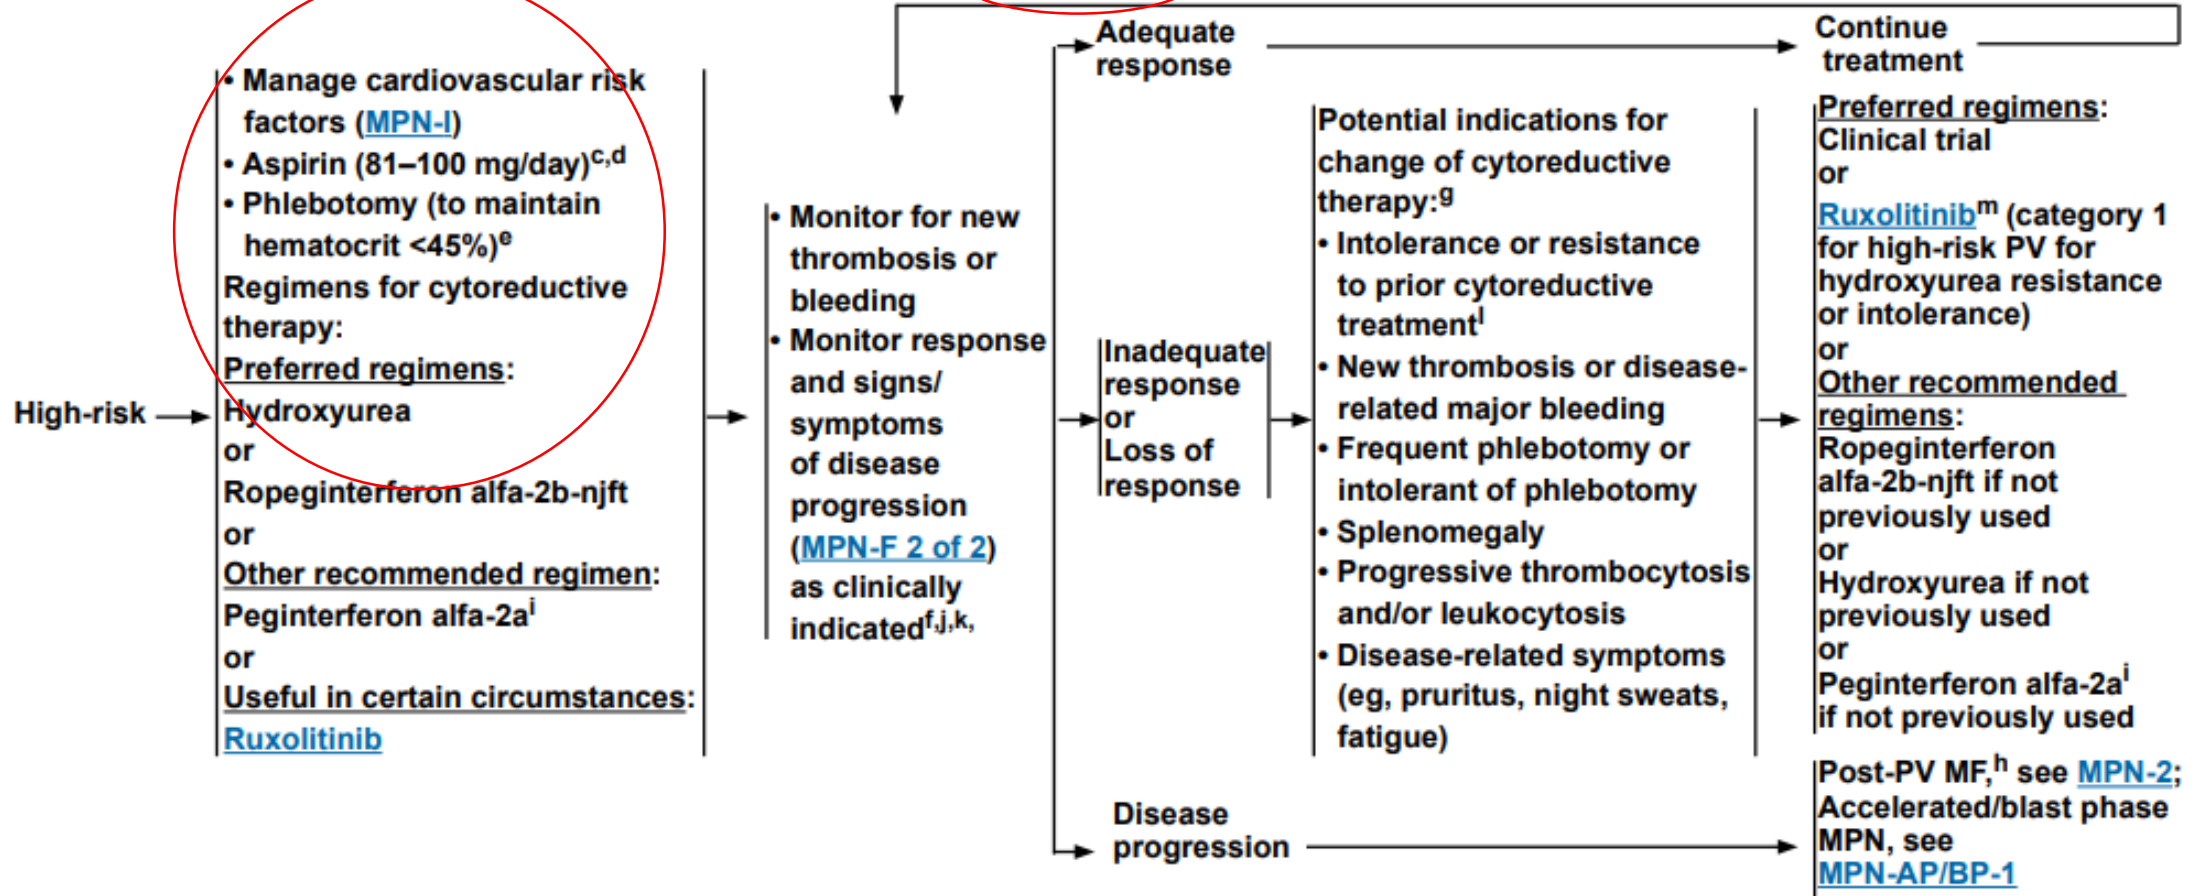 High-risk
• Manage cardiovascular risk
factors (MPN-I)
• Aspirin (81–100 mg/day)c,d
• Phlebotomy (to maintain
hematocrit <45%)e
Regimens for cytoreductive
therapy:
Preferred regimens:
Hydroxyurea
or
Ropeginterferon alfa-2b-njft
or
Other recommended regimen:
Peginterferon alfa-2ai
or
Useful in certain circumstances:
Ruxolitinib
• Monitor for new
thrombosis or
bleeding
• Monitor response
and signs/
symptoms
of disease
progression
(MPN-F 2 of 2)
as clinically
indicatedf,j,k,
Adequate
response
Continue
treatment
Inadequate
response
or
Loss of
response
Potential indications for
change of cytoreductive
therapy:g
• Intolerance or resistance
to prior cytoreductive
treatmentl
• New thrombosis or disease-
related major bleeding
• Frequent phlebotomy or
intolerant of phlebotomy
• Splenomegaly
• Progressive thrombocytosis
and/or leukocytosis
• Disease-related symptoms
(eg, pruritus, night sweats,
fatigue)
Preferred regimens:
Clinical trial
or
Ruxolitinibm (category 1
for high-risk PV for
hydroxyurea resistance
or intolerance)
or
Other recommended
regimens:
Ropeginterferon
alfa-2b-njft if not
previously used
or
Hydroxyurea if not
previously used
or
Peginterferon alfa-2ai
if not previously used
Disease
progression
Post-PV MF,h see MPN-2;
Accelerated/blast phase
MPN, see
MPN-AP/BP-1